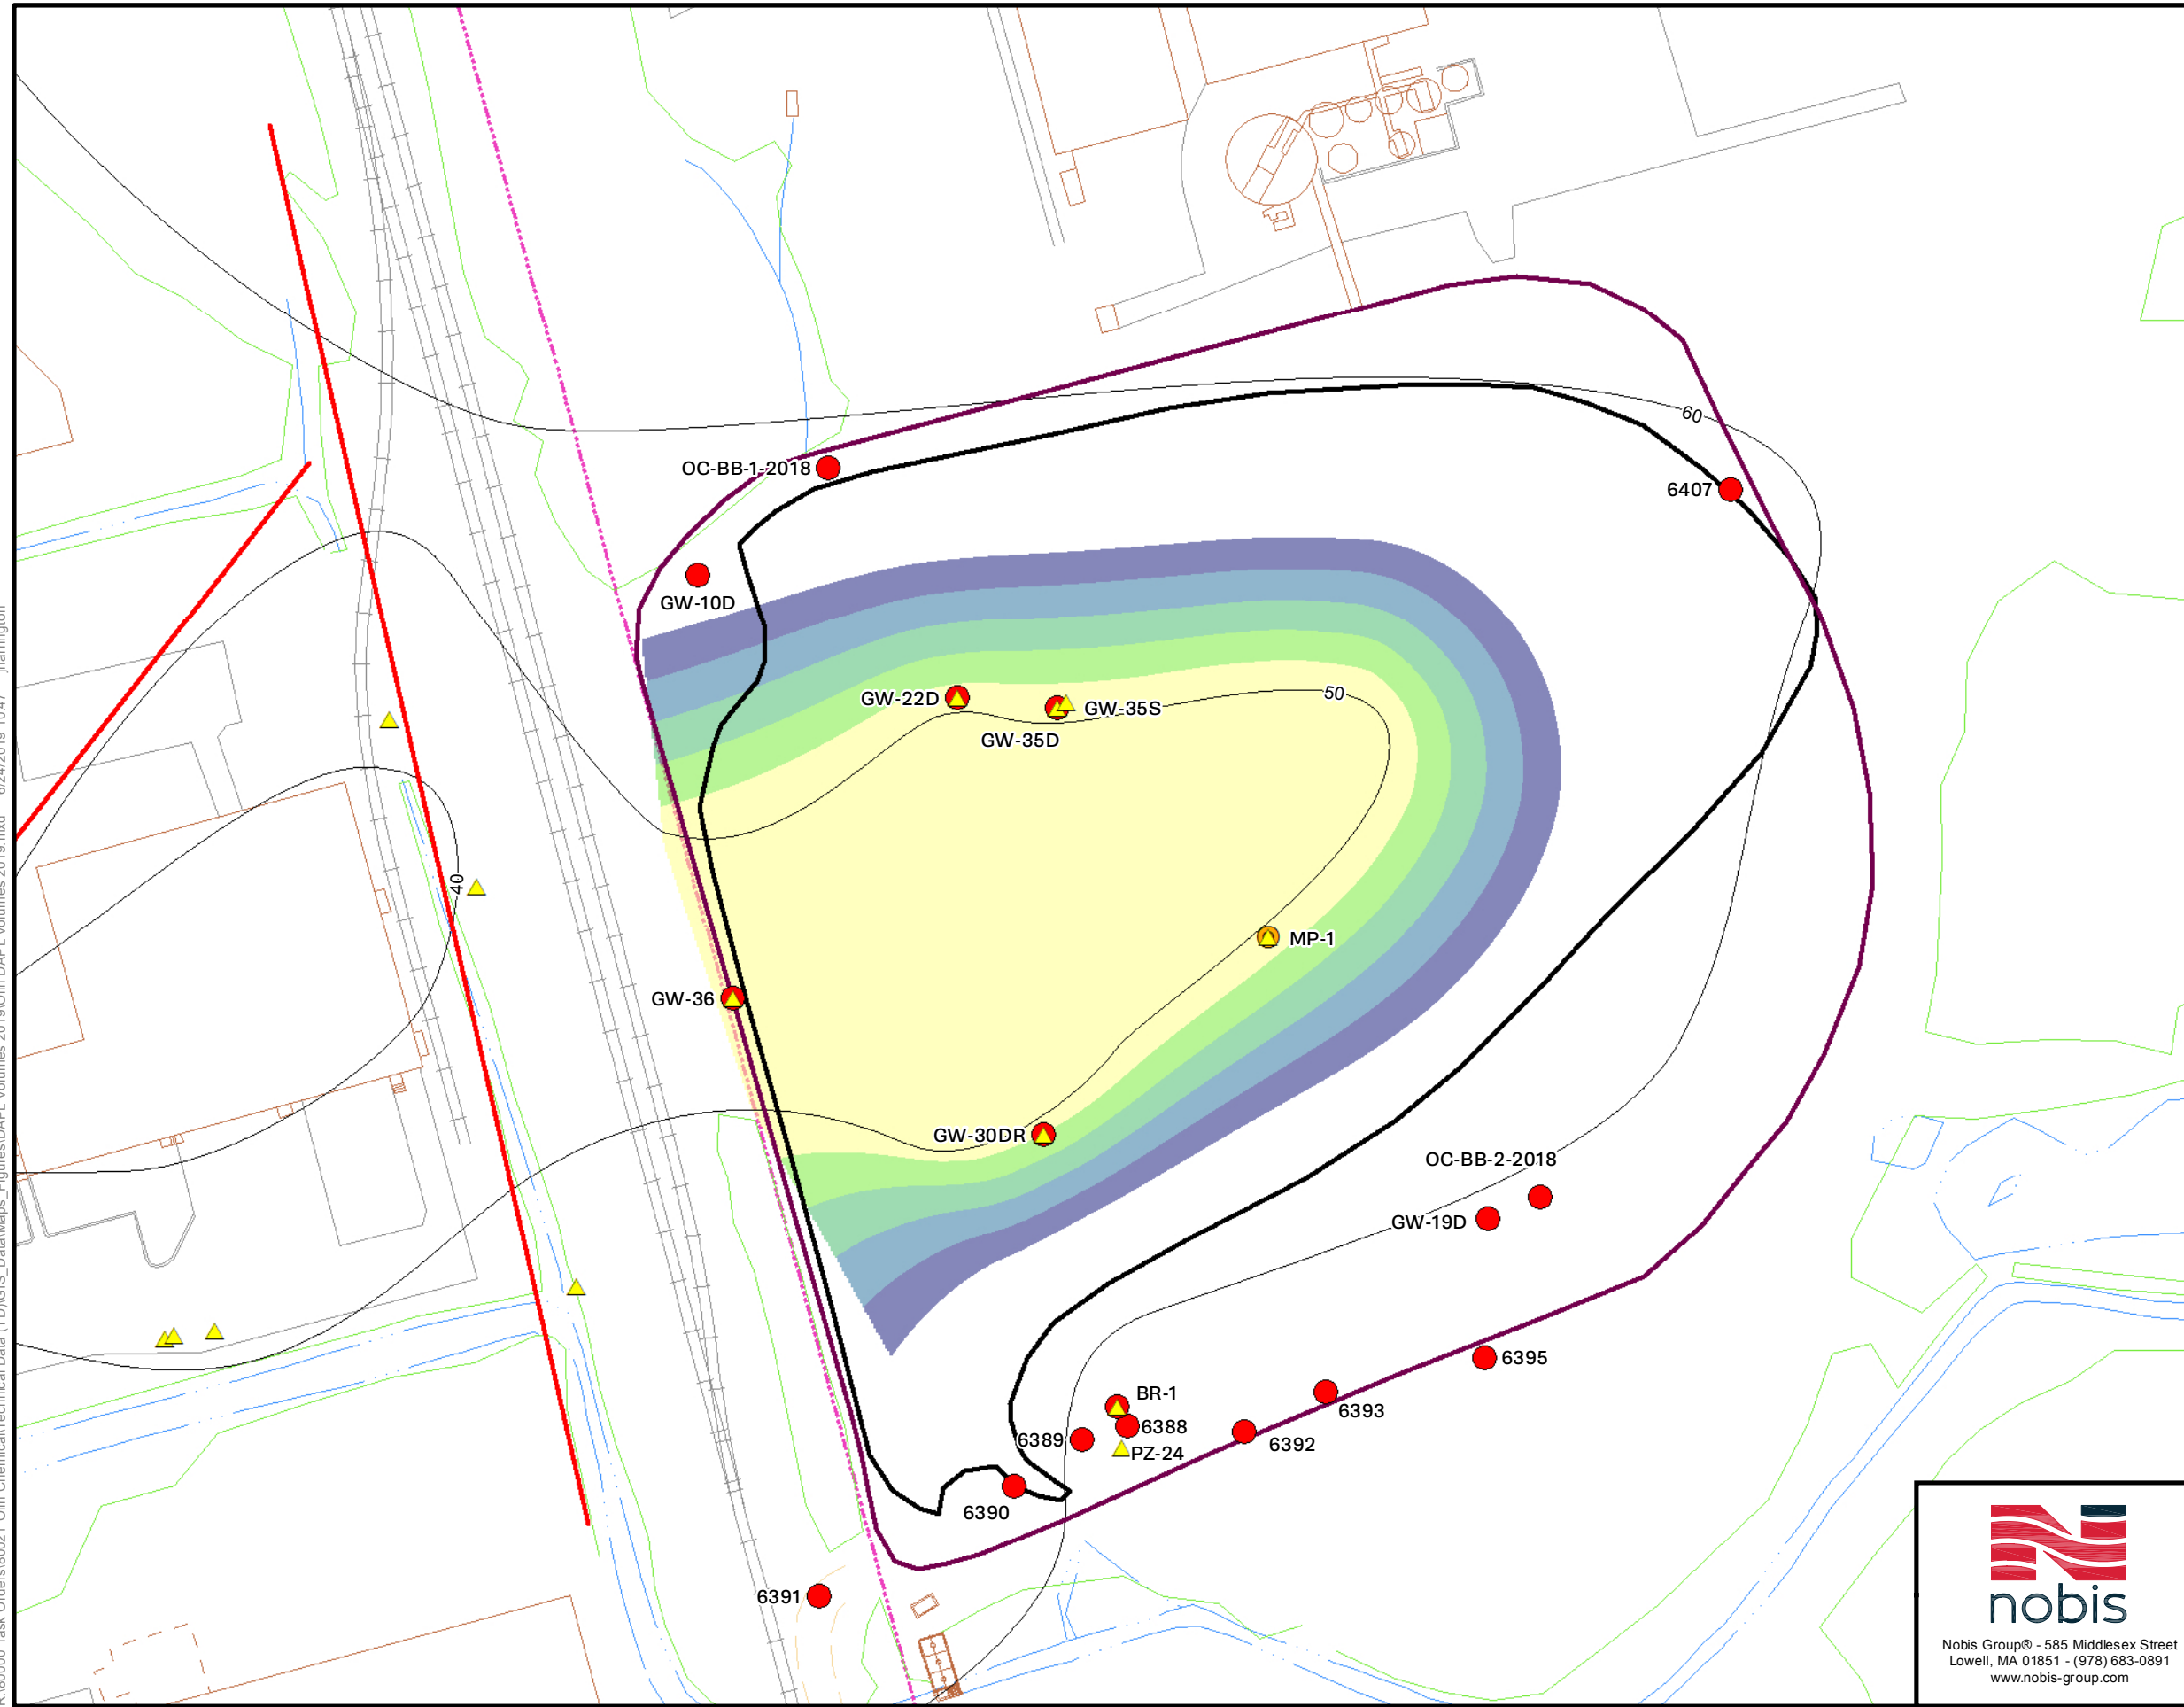 60
OC-BB-1-2018
6407
GW-10D
50
GW-22D
GW-35S
GW-35D
40
MP-1
GW-36
GW-30DR
OC-BB-2-2018
GW-19D
6395
BR-1
6393
6388
6389
6392
PZ-24
6390
6391
nobis
Nobis Group® - 585 Middlesex Street
Lowell, MA 01851 - (978) 683-0891
www.nobis-group.com